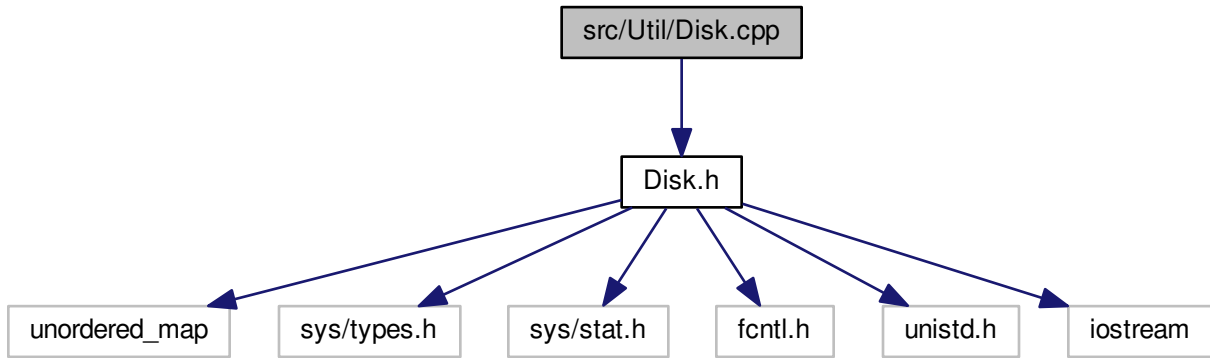 src/Util/Disk.cpp
Disk.h
unordered_map
sys/types.h
sys/stat.h
fcntl.h
unistd.h
iostream